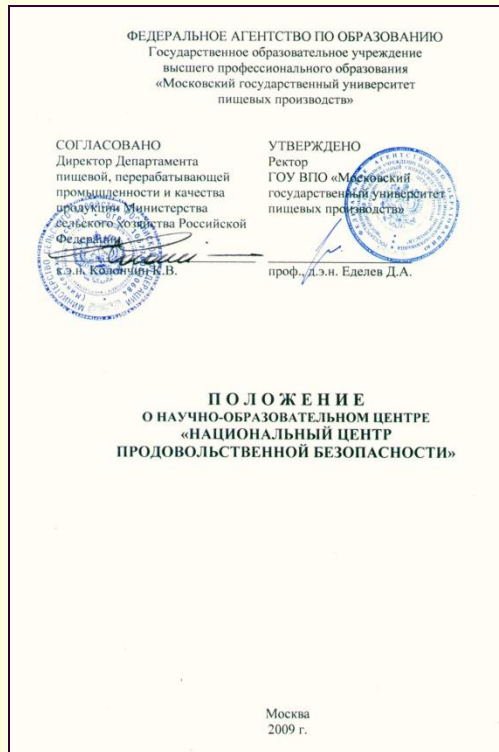 ФЕДЕРАЛЬНОЕ АГЕНТСТВО ПО ОБРАЗОВАНИЮ
Государственное образовательное учреждение
высшего профессионального образования
«Московский государственный университет
пищевых производств»
СОГЛАСОВАНО
Директор Департамента
пищевой, перерабатывающей
промышленности и качества
продукции Министерства
сельского хозяйства Российской
Федерации
к.э.н. Колончин К.В.
УТВЕРЖДЕНО
Ректор
ГОУ ВПО «Московский
государственный университет
пищевых производств»
проф., д.э.н. Еделев Д.А.
ПОЛОЖЕНИЕ
О НАУЧНО-ОБРАЗОВАТЕЛЬНОМ ЦЕНТРЕ
«НАЦИОНАЛЬНЫЙ ЦЕНТР
ПРОДОВОЛЬСТВЕННОЙ БЕЗОПАСНОСТИ»
Москва
2009 г.